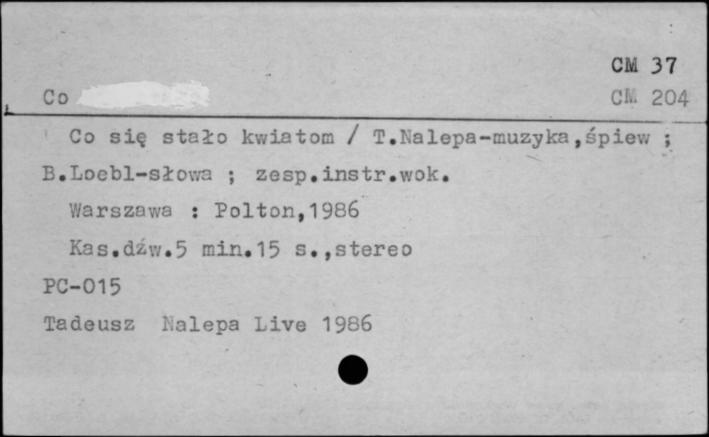 CM 37
Co
CM 204
Co się stało kwiatom / T.Nalepa-muzyka,śpiew ;
B.Loebl-słowa ; zesp.instr.wok.
Warszawa : Polton,1986
Kas.dźw.5 min.15 s.,stereo
PC-015
Tadeusz Nalepa Live 1986